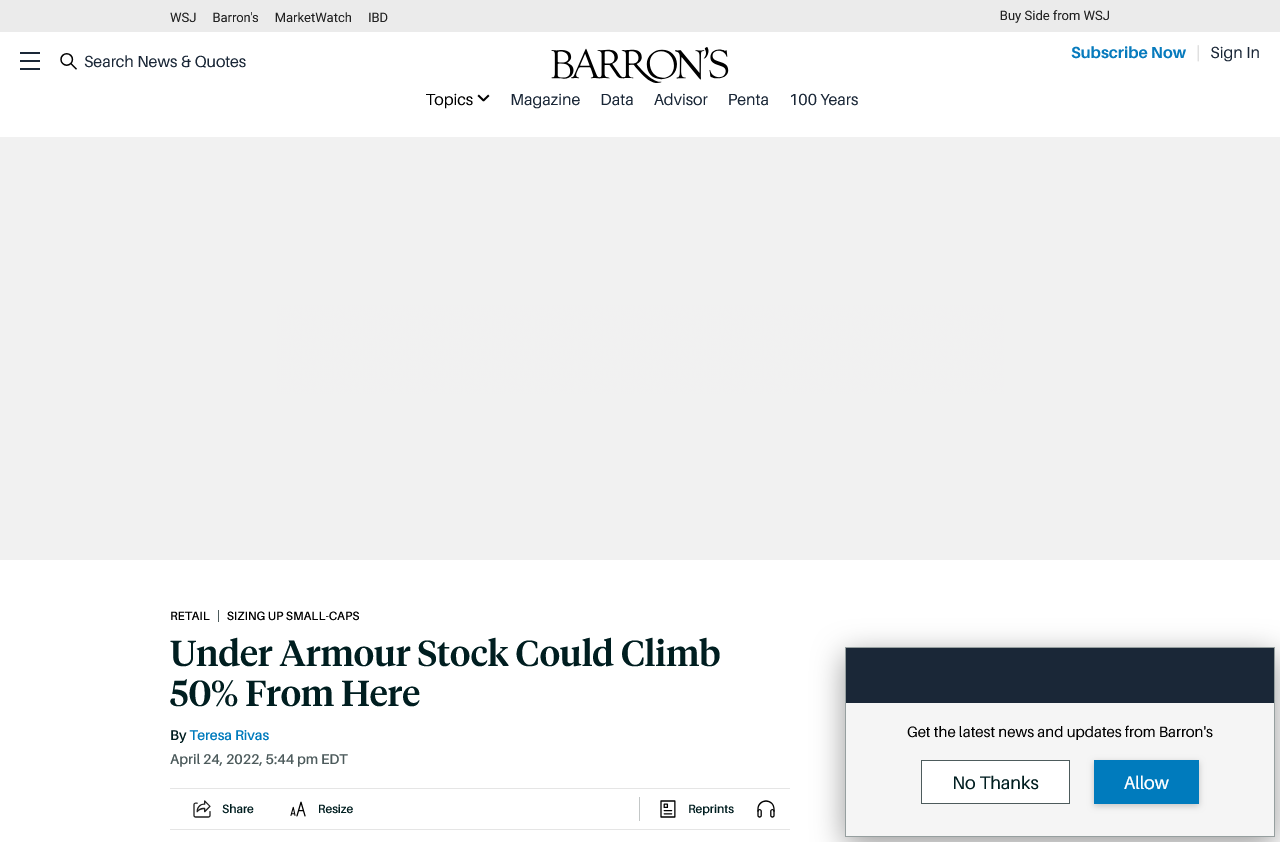 WSJ Barron's MarketWatch IBD Buy Side from WSJ
Search News & Quotes BARRON'S Subscribe Now Sign In
Topics Magazine Data Advisor Penta 100 Years
RETAIL SIZING UP SMALL-CAPS
Under Armour Stock Could Climb
50% From Here
By Teresa Rivas
April 24, 2022, 5:44 pm EDT
Share Resize Reprints
Get the latest news and updates from Barron's
No Thanks Allow